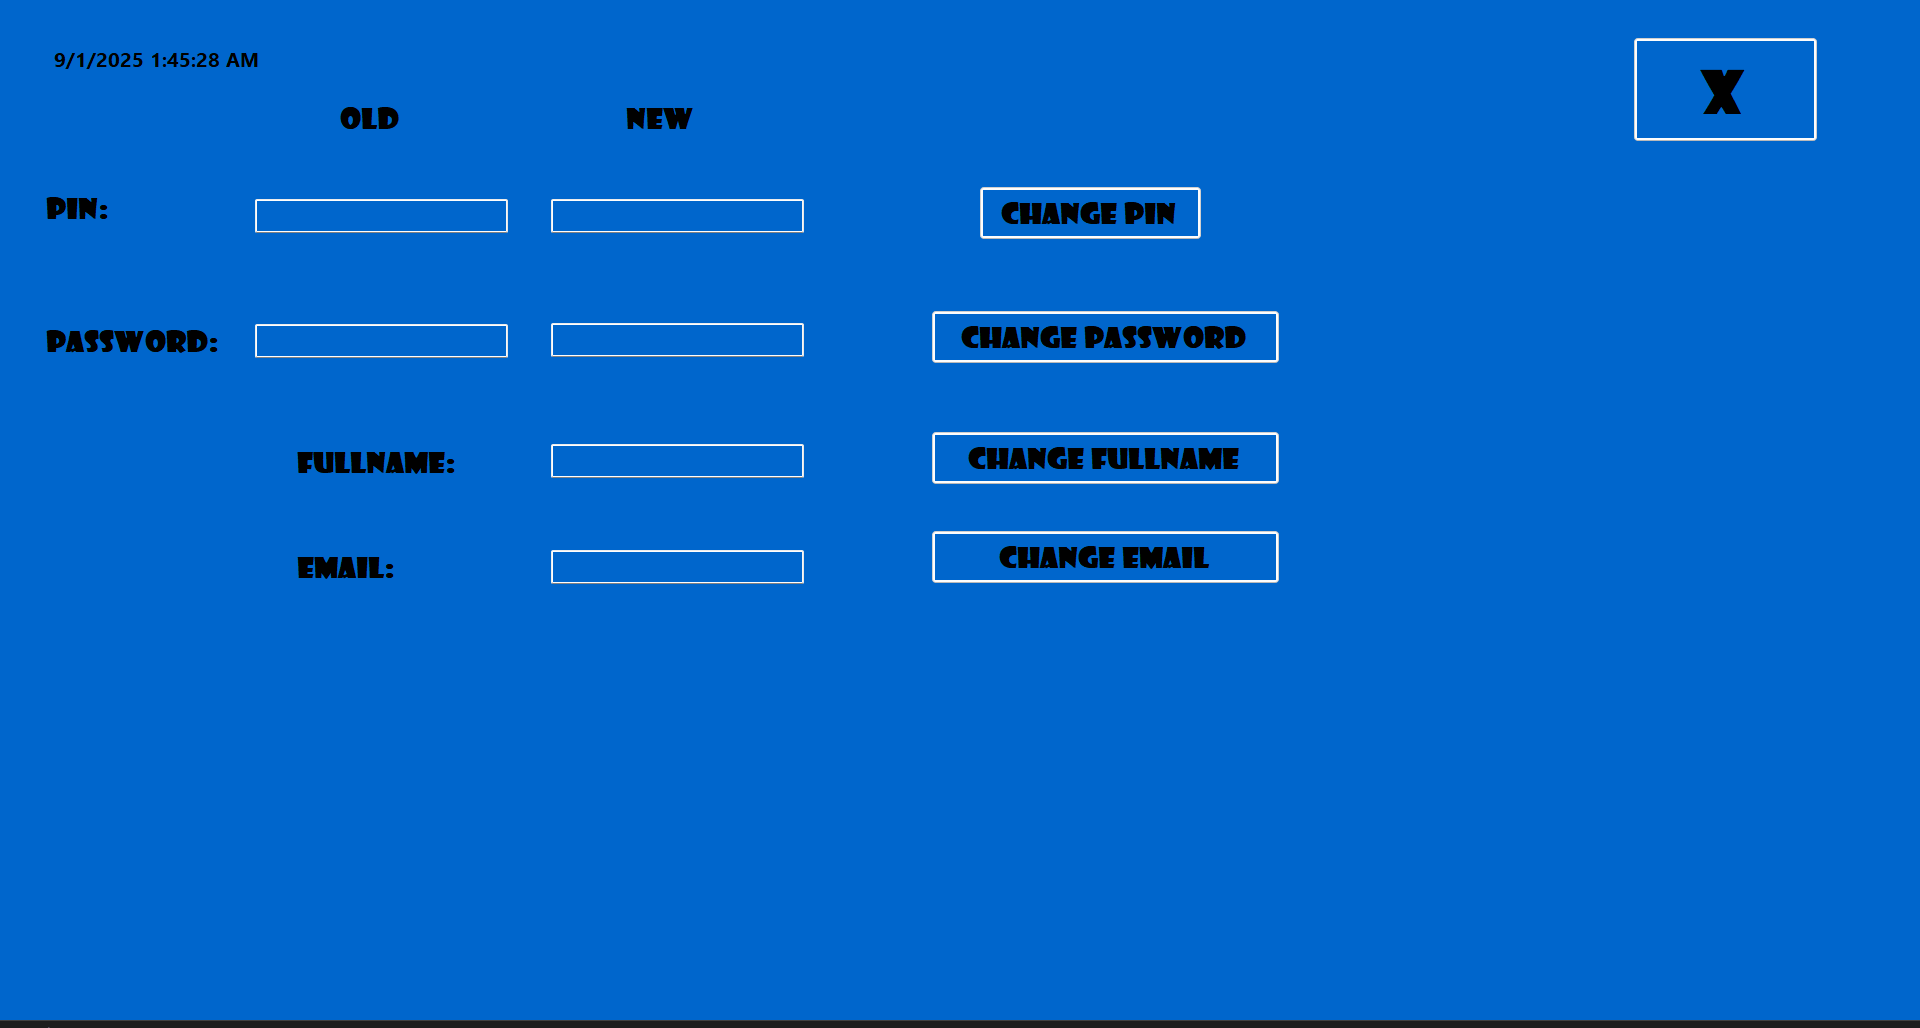 9/1/2025 1:45:28 AM
X
OLD NEW
PIN: CHANGE PIN
PASSWORD: CHANGE PASSWORD
FULLNAME: CHANGE FULLNAME
EMAIL: CHANGE EMAIL